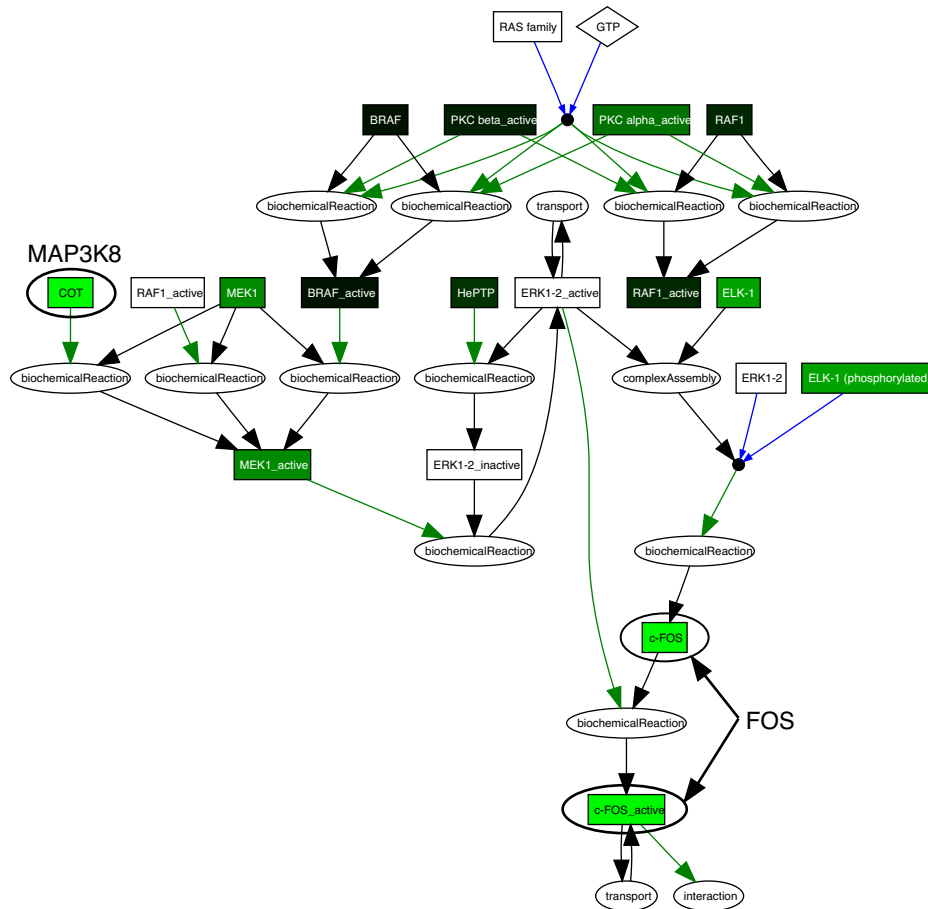 RAS family
GTP
BRAF
PKC beta_active
PKC alpha_active
RAF1
biochemicalReaction
biochemicalReaction
transport
biochemicalReaction
biochemicalReaction
MAP3K8
COT
RAF1_active
MEK1
BRAF_active
HePTP
ERK1-2_active
RAF1_active
ELK-1
biochemicalReaction
biochemicalReaction
biochemicalReaction
biochemicalReaction
complexAssembly
ERK1-2
ELK-1 (phosphorylated)
MEK1_active
ERK1-2_inactive
biochemicalReaction
biochemicalReaction
c-FOS
biochemicalReaction
FOS
c-FOS_active
transport
interaction